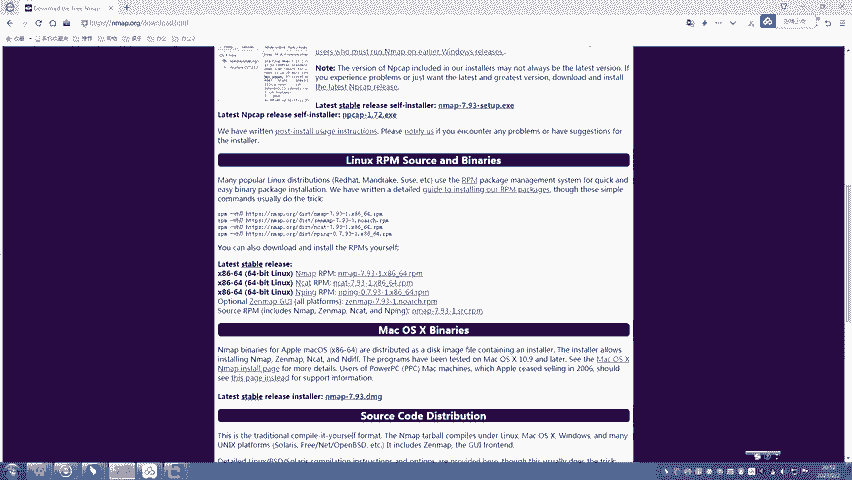 Download the Free Nmap
https://nmap.org/download.html
users who must run Nmap on earlier Windows releases.
Note: The version of Npcap included in our installers may not always be the latest version. If
you experience problems or just want the latest and greatest version, download and install
the latest Npcap release.
Latest stable release self-installer: nmap-7.93-setup.exe
Latest Npcap release self-installer: npcap-1.72.exe
We have written post-install usage instructions. Please notify us if you encounter any problems or have suggestions for
the installer.
Linux RPM Source and Binaries
Many popular Linux distributions (Redhat, Mandrake, Suse, etc) use the RPM package management system for quick and
easy binary package installation. We have written a detailed guide to installing our RPM packages, though these simple
commands usually do the trick:
rpm -vhU https://nmap.org/dist/nmap-7.93-1.x86_64.rpm
rpm -vhU https://nmap.org/dist/zenmap-7.93-1.noarch.rpm
rpm -vhU https://nmap.org/dist/ncat-7.93-1.x86_64.rpm
rpm -vhU https://nmap.org/dist/nping-0.7.93-1.x86_64.rpm
You can also download and install the RPMs yourself:
Latest stable release:
x86-64 (64-bit Linux) Nmap RPM: nmap-7.93-1.x86_64.rpm
x86-64 (64-bit Linux) Ncat RPM: ncat-7.93-1.x86_64.rpm
x86-64 (64-bit Linux) Nping RPM: nping-0.7.93-1.x86_64.rpm
Optional Zenmap GUI (all platforms): zenmap-7.93-1.noarch.rpm
Source RPM (includes Nmap, Zenmap, Ncat, and Nping): nmap-7.93-1.src.rpm
Mac OS X Binaries
Nmap binaries for Apple macOS (x86-64) are distributed as a disk image file containing an installer. The installer allows
installing Nmap, Zenmap, Ncat, and Ndiff. The programs have been tested on Mac OS X 10.9 and later. See the Mac OS X
Nmap install page for more details. Users of PowerPC (PPC) Mac machines, which Apple ceased selling in 2006, should
see this page instead for support information.
Latest stable release installer: nmap-7.93.dmg
Source Code Distribution
This is the traditional compile-it-yourself format. The Nmap tarball compiles under Linux, Mac OS X, Windows, and many
UNIX platforms (Solaris, Free/Net/OpenBSD, etc.) It includes Zenmap, the GUI frontend.
Detailed Linux/BSD/Solaris compilation instructions and options are provided here, though this usually does the trick: